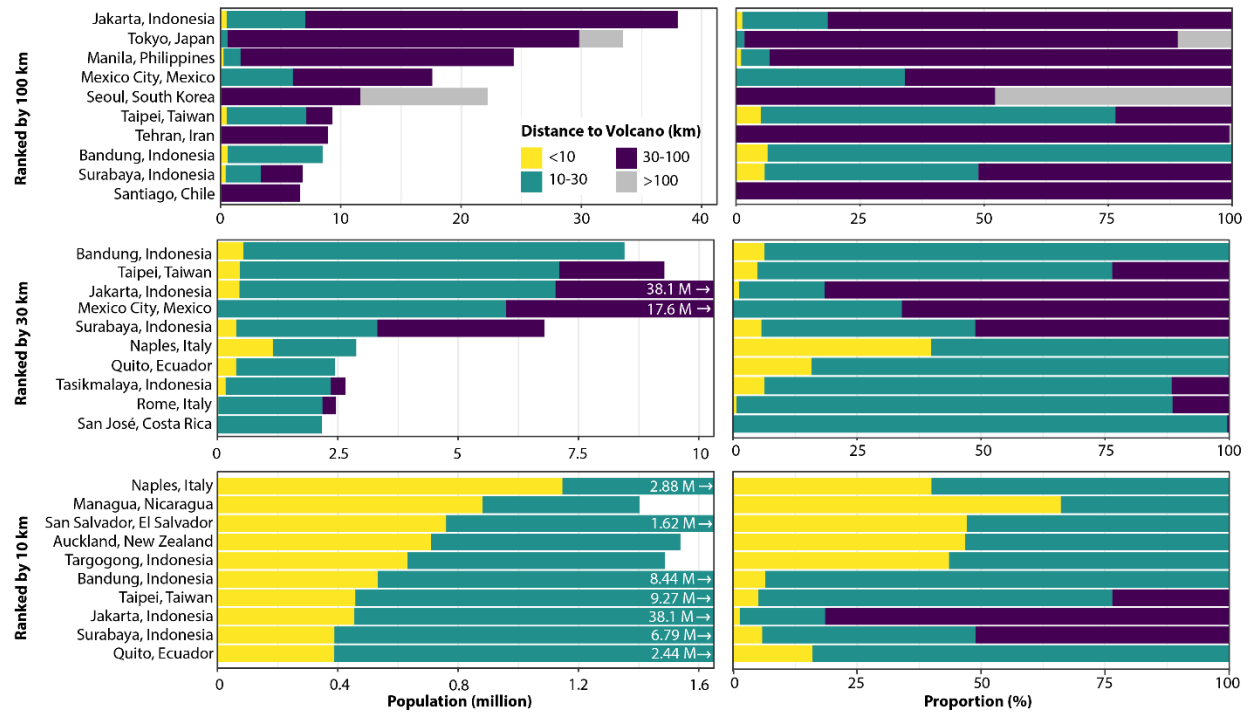 Ranked by 100 km
Jakarta, Indonesia
Tokyo, Japan
Manila, Philippines
Mexico City, Mexico
Seoul, South Korea
Taipei, Taiwan
Tehran, Iran
Bandung, Indonesia
Surabaya, Indonesia
Santiago, Chile
Distance to Volcano (km)
<10 30-100
10-30 >100
0 10 20 30 40
0 25 50 75 100
Ranked by 30 km
Bandung, Indonesia
Taipei, Taiwan
Jakarta, Indonesia 38.1 M →
Mexico City, Mexico 17.6 M →
Surabaya, Indonesia
Naples, Italy
Quito, Ecuador
Tasikmalaya, Indonesia
Rome, Italy
San José, Costa Rica
0 2.5 5 7.5 10
0 25 50 75 100
Ranked by 10 km
Naples, Italy 2.88 M →
Managua, Nicaragua
San Salvador, El Salvador 1.62 M →
Auckland, New Zealand
Targogong, Indonesia
Bandung, Indonesia 8.44 M →
Taipei, Taiwan 9.27 M →
Jakarta, Indonesia 38.1 M →
Surabaya, Indonesia 6.79 M →
Quito, Ecuador 2.44 M →
0 0.4 0.8 1.2 1.6
Population (million)
0 25 50 75 100
Proportion (%)